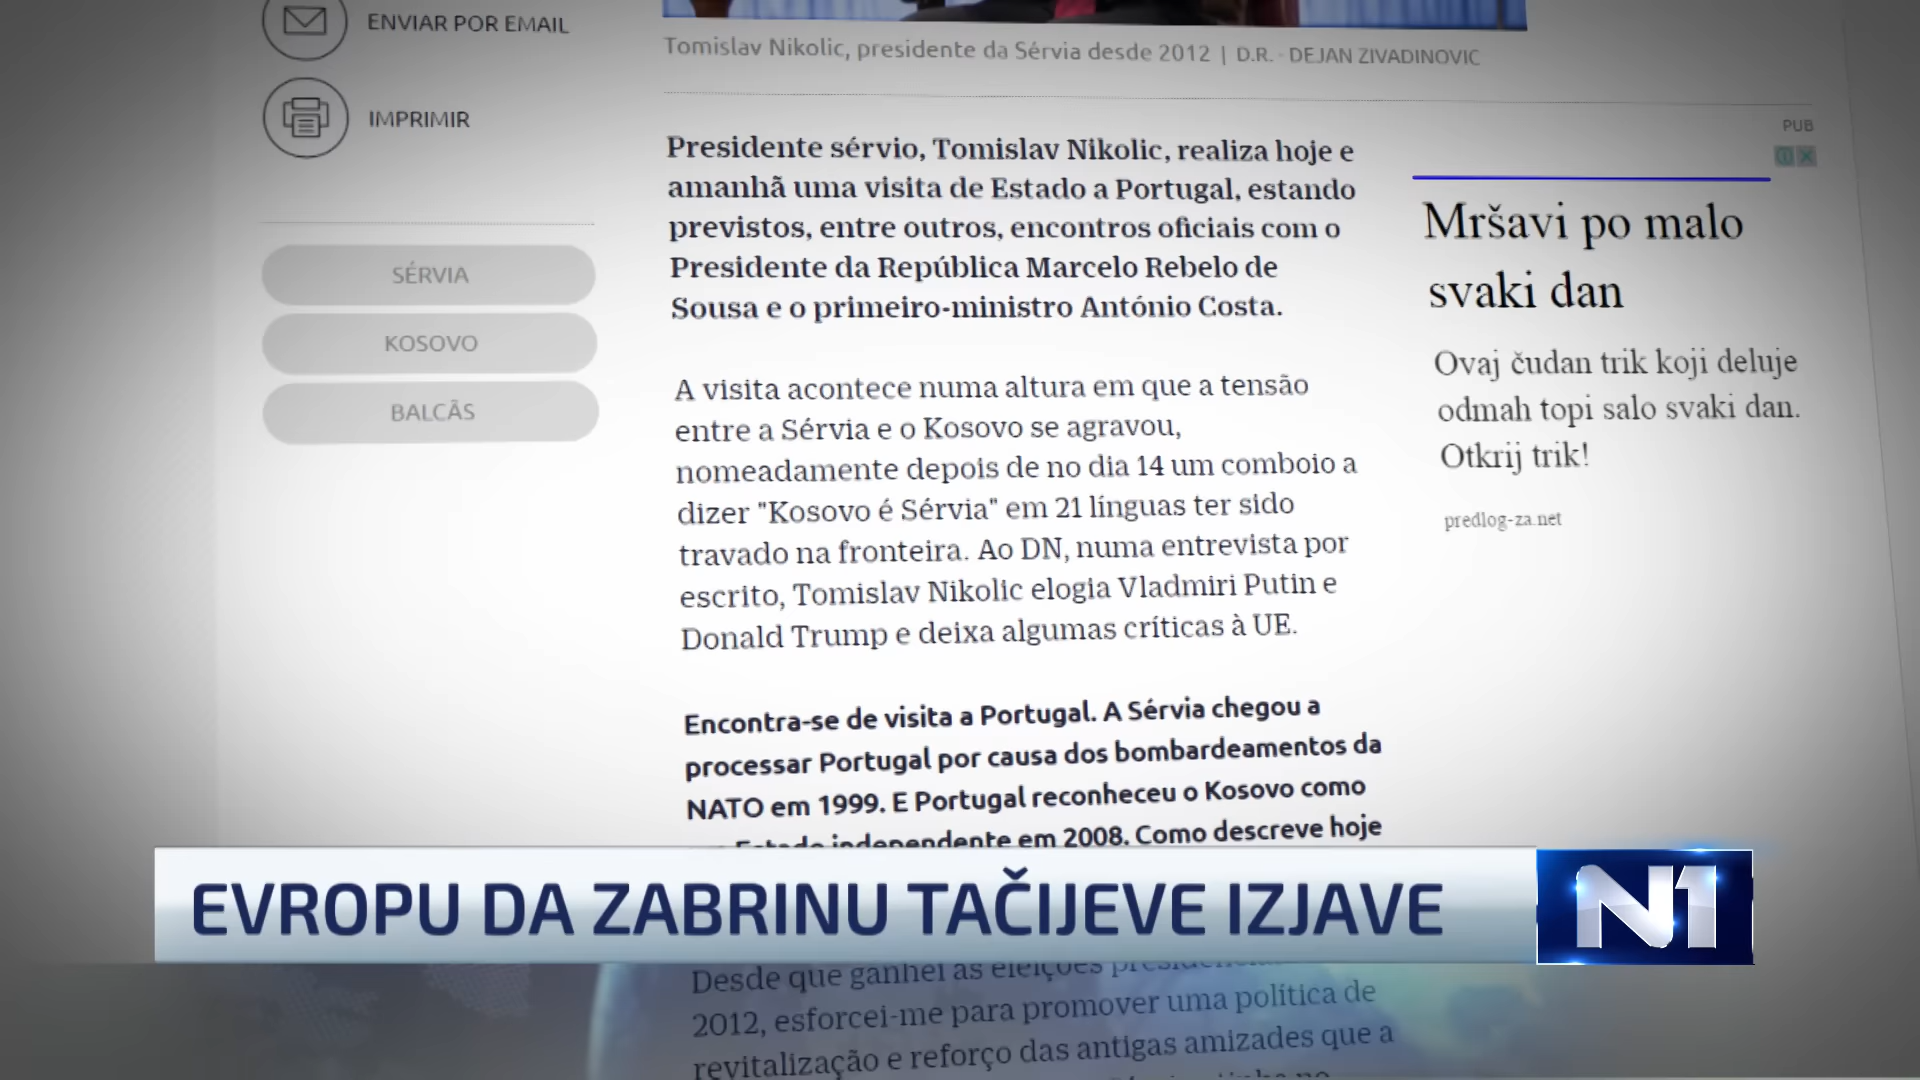 ENVIAR POR EMAIL
IMPRIMIR
SÉRVIA
KOSOVO
BALCÃS
Tomislav Nikolic, presidente da Sérvia desde 2012 | D.R. - DEJAN ZIVADINOVIC
Presidente sérvio, Tomislav Nikolic, realiza hoje e
amanhã uma visita de Estado a Portugal, estando
previstos, entre outros, encontros oficiais com o
Presidente da República Marcelo Rebelo de
Sousa e o primeiro-ministro António Costa.
A visita acontece numa altura em que a tensão
entre a Sérvia e o Kosovo se agravou,
nomeadamente depois de no dia 14 um comboio a
dizer "Kosovo é Sérvia" em 21 línguas ter sido
travado na fronteira. Ao DN, numa entrevista por
escrito, Tomislav Nikolic elogia Vladmiri Putin e
Donald Trump e deixa algumas críticas à UE.
Encontra-se de visita a Portugal. A Sérvia chegou a
processar Portugal por causa dos bombardeamentos da
NATO em 1999. E Portugal reconheceu o Kosovo como
Estado independente em 2008. Como descreve hoje
Desde que ganhei as eleições
2012, esforcei-me para promover uma política de
revitalização e reforço das antigas amizades que a
PUB
Mršavi po malo
svaki dan
Ovaj čudan trik koji deluje
odmah topi salo svaki dan.
Otkrij trik!
predlog-za.net
EVROPU DA ZABRINU TAČIJEVE IZJAVE
N1